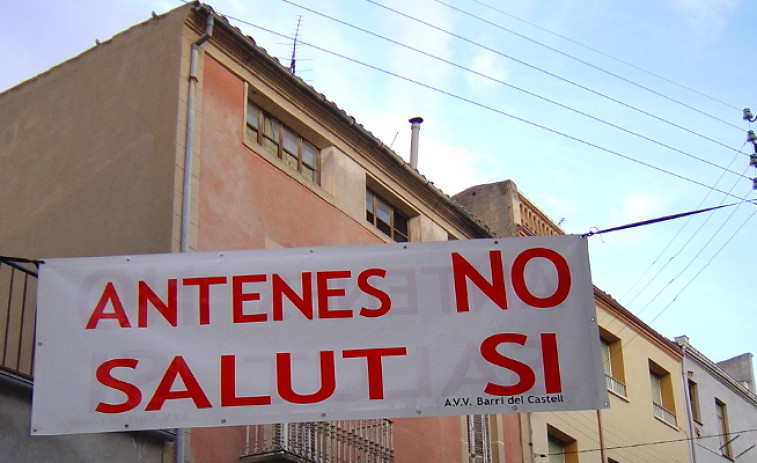 ANTENES NO
SALUT SI
A.V.V. Barri del Castell